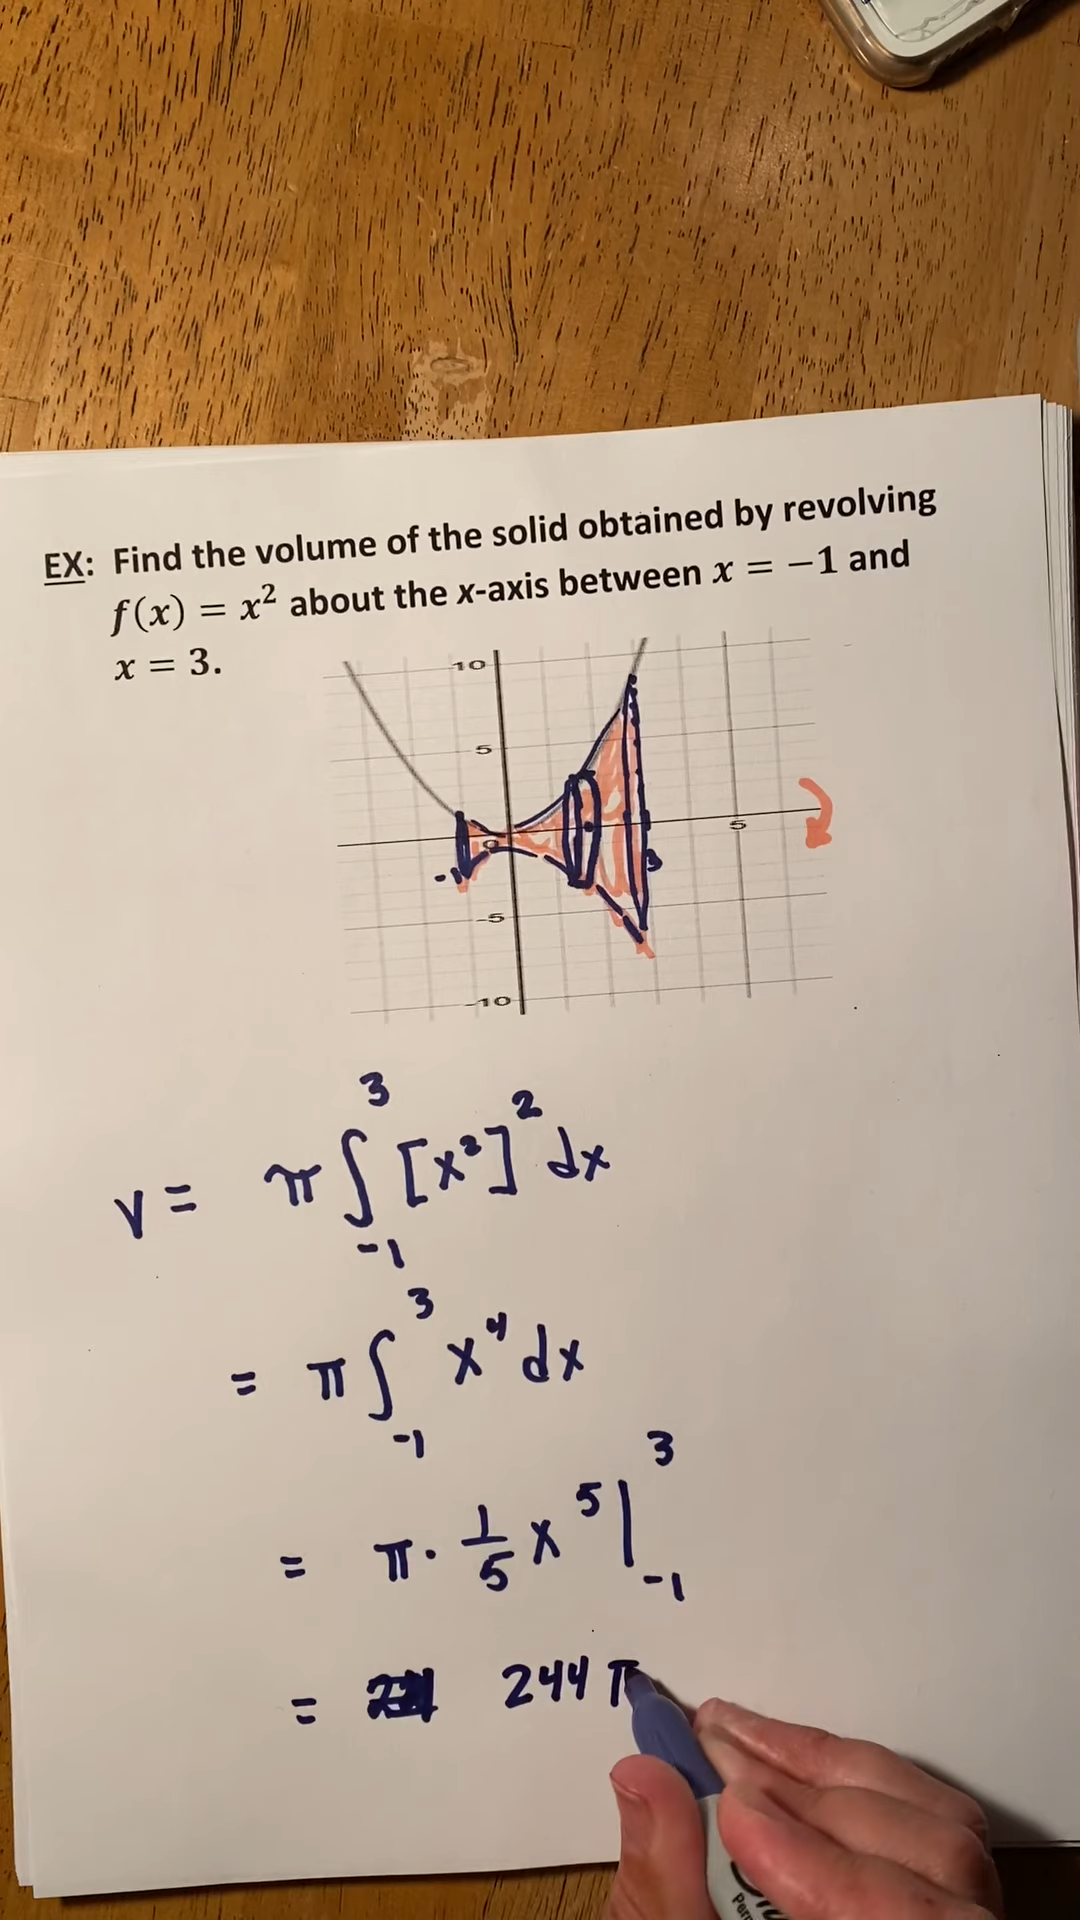 EX: Find the volume of the solid obtained by revolving
f(x) = x² about the x-axis between x = −1 and
x = 3.
10
5
0
5
-1
3
-5
-10
3
V = π ∫ [x²]² dx
-1
3
= π ∫ x⁴ dx
-1
3
= π · 1/5 x⁵ |
-1
= 244 π